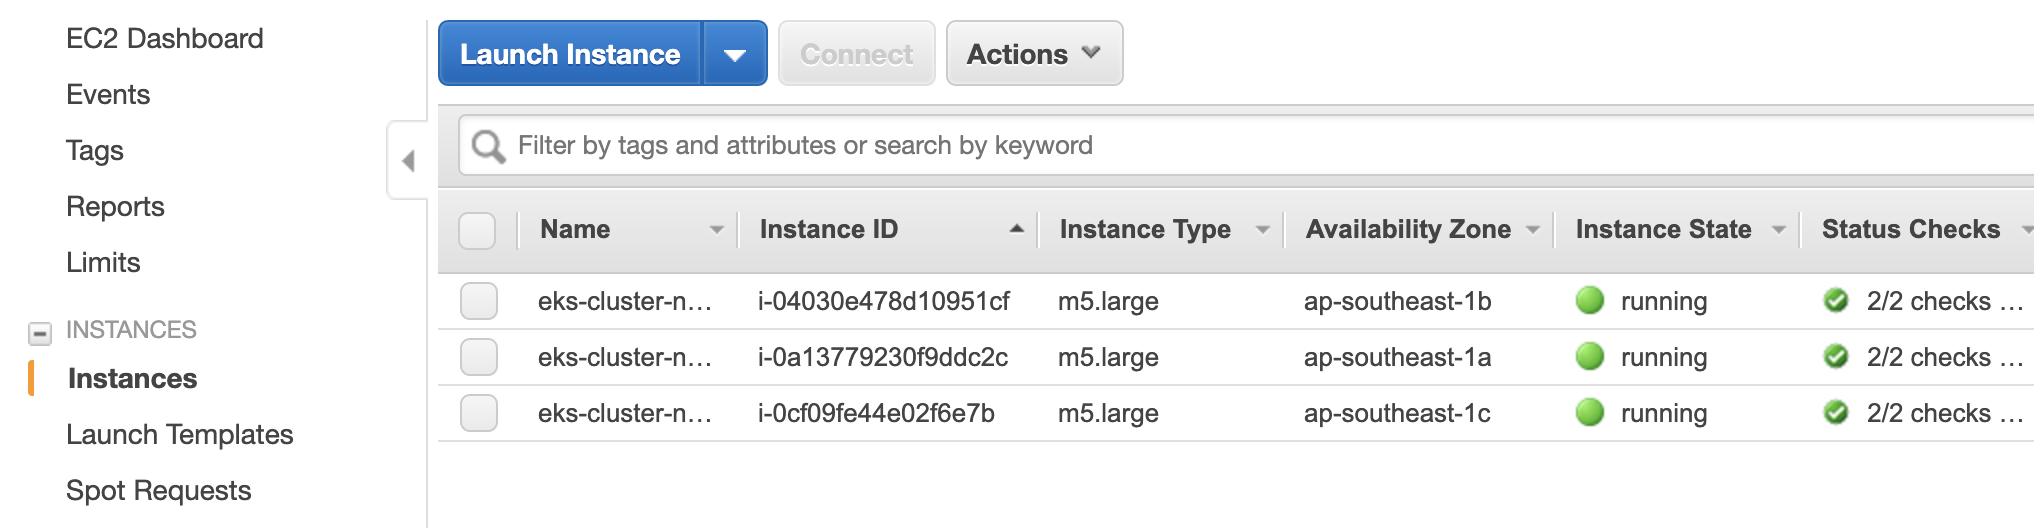 EC2 Dashboard
Events
Tags
Reports
Limits
INSTANCES
Instances
Launch Templates
Spot Requests
Launch Instance Connect Actions
Filter by tags and attributes or search by keyword
Name Instance ID Instance Type Availability Zone Instance State Status Checks
eks-cluster-n... i-04030e478d10951cf m5.large ap-southeast-1b running 2/2 checks ...
eks-cluster-n... i-0a13779230f9ddc2c m5.large ap-southeast-1a running 2/2 checks ...
eks-cluster-n... i-0cf09fe44e02f6e7b m5.large ap-southeast-1c running 2/2 checks ...